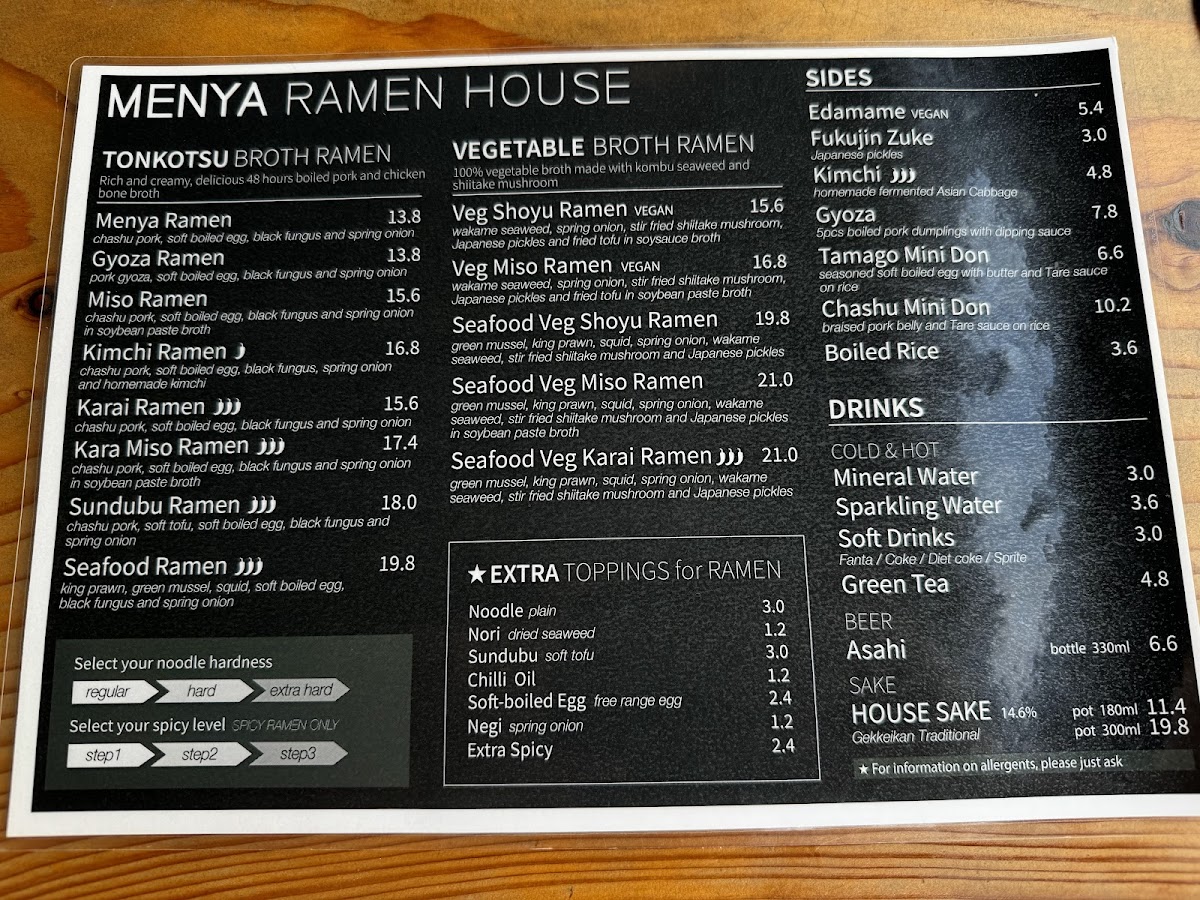 MENYA RAMEN HOUSE
TONKOTSU BROTH RAMEN
Rich and creamy, delicious 48 hours boiled pork and chicken
bone broth
Menya Ramen 13.8
chashu pork, soft boiled egg, black fungus and spring onion
Gyoza Ramen 13.8
pork gyoza, soft boiled egg, black fungus and spring onion
Miso Ramen 15.6
chashu pork, soft boiled egg, black fungus and spring onion
in soybean paste broth
Kimchi Ramen 16.8
chashu pork, soft boiled egg, black fungus, spring onion
and homemade kimchi
Karai Ramen 15.6
chashu pork, soft boiled egg, black fungus and spring onion
Kara Miso Ramen 17.4
chashu pork, soft boiled egg, black fungus and spring onion
in soybean paste broth
Sundubu Ramen 18.0
chashu pork, soft tofu, soft boiled egg, black fungus and
spring onion
Seafood Ramen 19.8
king prawn, green mussel, squid, soft boiled egg,
black fungus and spring onion
Select your noodle hardness
regular hard extra hard
Select your spicy level SPICY RAMEN ONLY
step1 step2 step3
VEGETABLE BROTH RAMEN
100% vegetable broth made with kombu seaweed and
shiitake mushroom
Veg Shoyu Ramen VEGAN 15.6
wakame seaweed, spring onion, stir fried shiitake mushroom,
Japanese pickles and fried tofu in soysauce broth
Veg Miso Ramen VEGAN 16.8
wakame seaweed, spring onion, stir fried shiitake mushroom,
Japanese pickles and fried tofu in soybean paste broth
Seafood Veg Shoyu Ramen 19.8
green mussel, king prawn, squid, spring onion, wakame
seaweed, stir fried shiitake mushroom and Japanese pickles
Seafood Veg Miso Ramen 21.0
green mussel, king prawn, squid, spring onion, wakame
seaweed, stir fried shiitake mushroom and Japanese pickles
in soybean paste broth
Seafood Veg Karai Ramen 21.0
green mussel, king prawn, squid, spring onion, wakame
seaweed, stir fried shiitake mushroom and Japanese pickles
★EXTRA TOPPINGS for RAMEN
Noodle plain 3.0
Nori dried seaweed 1.2
Sundubu soft tofu 3.0
Chilli Oil 1.2
Soft-boiled Egg free range egg 2.4
Negi spring onion 1.2
Extra Spicy 2.4
SIDES
Edamame VEGAN 5.4
Fukujin Zuke 3.0
Japanese pickles
Kimchi 4.8
homemade fermented Asian Cabbage
Gyoza 7.8
5pcs boiled pork dumplings with dipping sauce
Tamago Mini Don 6.6
seasoned soft boiled egg with butter and Tare sauce
on rice
Chashu Mini Don 10.2
braised pork belly and Tare sauce on rice
Boiled Rice 3.6
DRINKS
COLD & HOT
Mineral Water 3.0
Sparkling Water 3.6
Soft Drinks 3.0
Fanta / Coke / Diet coke / Sprite
Green Tea 4.8
BEER
Asahi bottle 330ml 6.6
SAKE
HOUSE SAKE 14.6% pot 180ml 11.4
Gekkeikan Traditional pot 300ml 19.8
★ For information on allergents, please just ask